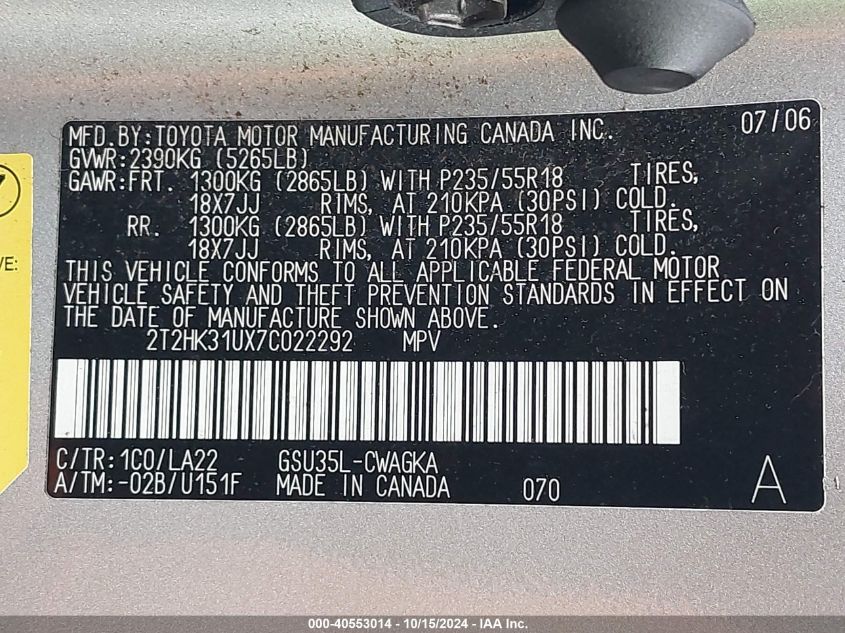 MFD.BY:TOYOTA MOTOR MANUFACTURING CANADA INC. 07/06
GVWR:2390KG (5265LB)
GAWR:FRT. 1300KG (2865LB) WITH P235/55R18 TIRES,
18X7JJ RIMS, AT 210KPA (30PSI) COLD.
RR. 1300KG (2865LB) WITH P235/55R18 TIRES,
18X7JJ RIMS, AT 210KPA (30PSI) COLD.
THIS VEHICLE CONFORMS TO ALL APPLICABLE FEDERAL MOTOR
VEHICLE SAFETY AND THEFT PREVENTION STANDARDS IN EFFECT ON
THE DATE OF MANUFACTURE SHOWN ABOVE.
2T2HK31UX7C022292 MPV
C/TR:1C0/LA22 GSU35L-CWAGKA
A/TM:-02B/U151F MADE IN CANADA 070 A
000-40553014 - 10/15/2024 - IAA Inc.